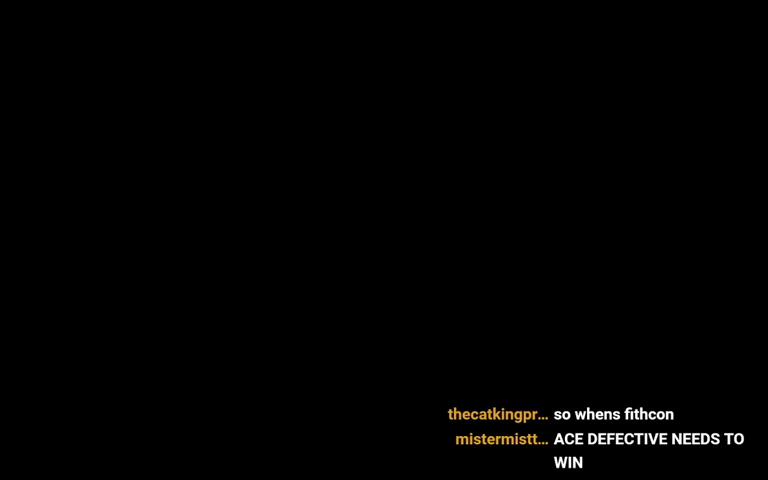 thecatkingpr... so whens fithcon
mistermistt... ACE DEFECTIVE NEEDS TO
WIN